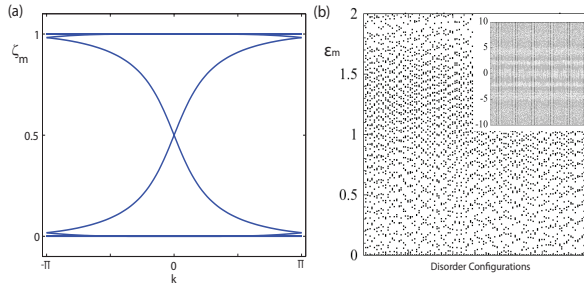 (a)
1
ζm
0.5
0
-π
0
π
k
(b)
2
εm
1.5
1
0.5
0
10
5
0
-5
-10
Disorder Configurations